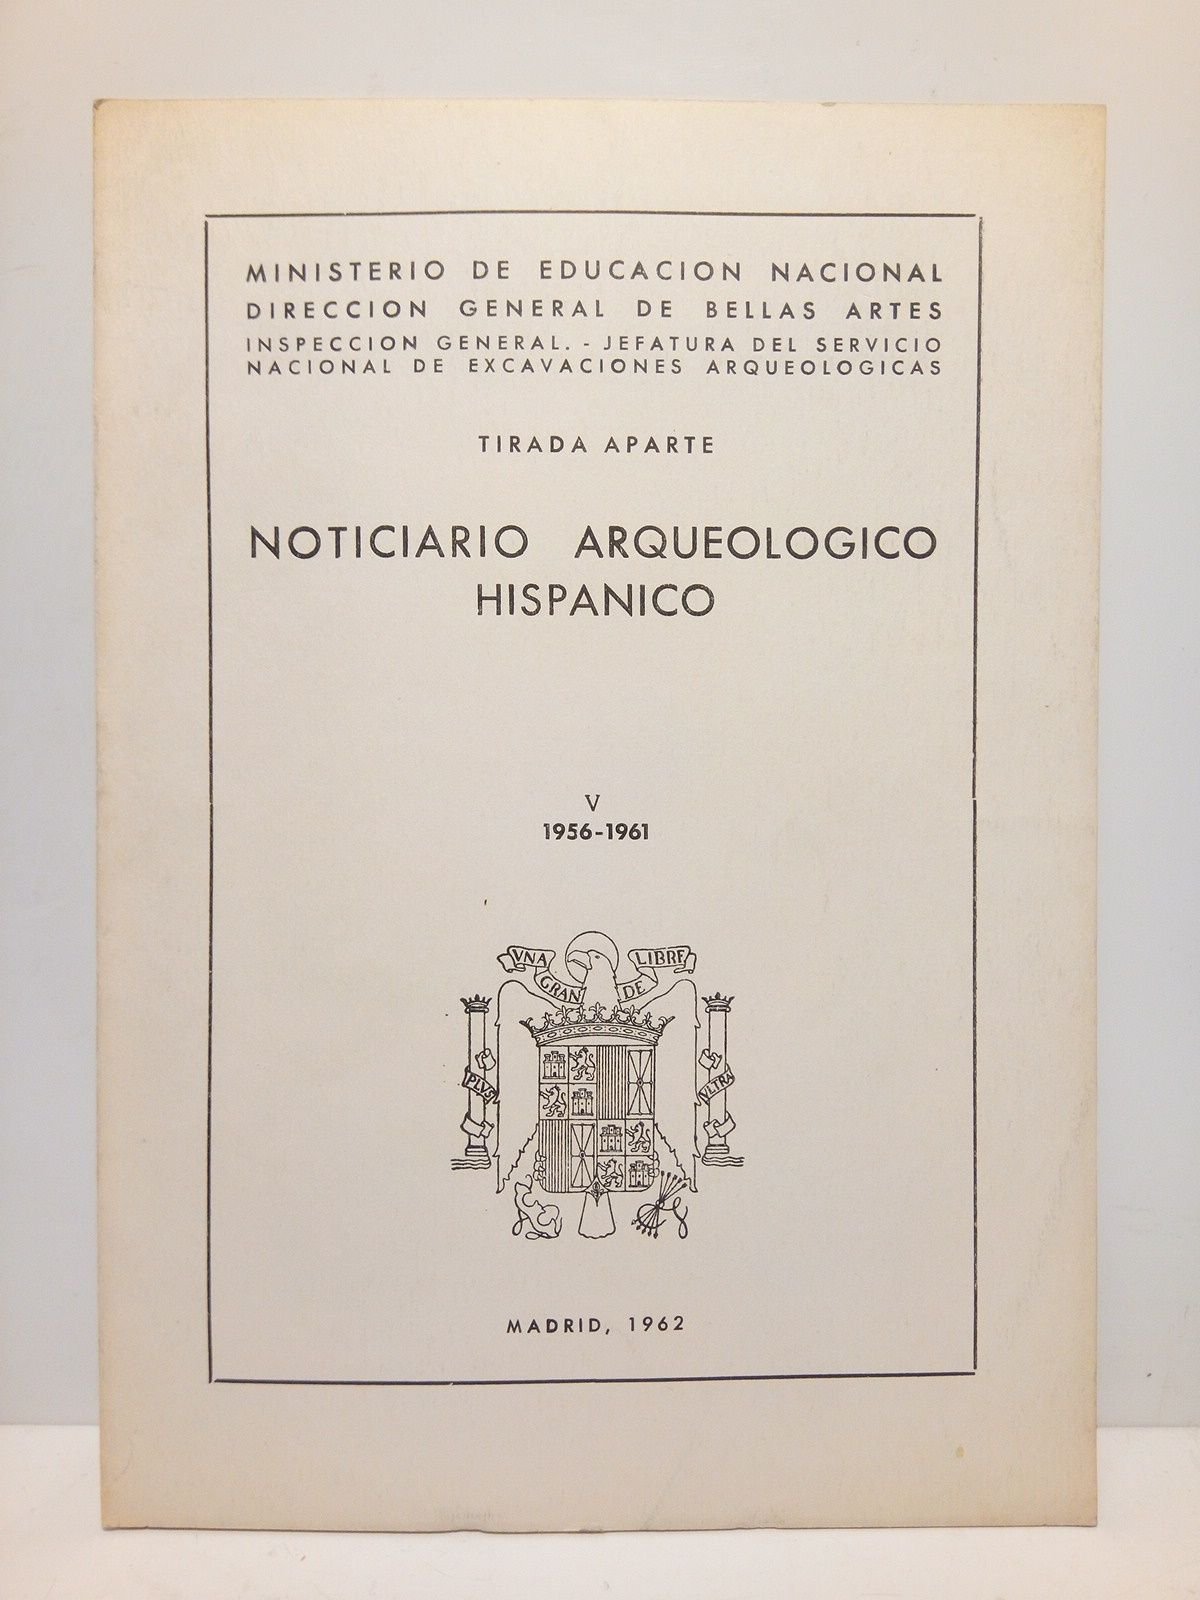 MINISTERIO DE EDUCACION NACIONAL
DIRECCION GENERAL DE BELLAS ARTES
INSPECCION GENERAL. - JEFATURA DEL SERVICIO
NACIONAL DE EXCAVACIONES ARQUEOLOGICAS
TIRADA APARTE
NOTICIARIO ARQUEOLOGICO
HISPANICO
V
1956-1961
VNA GRANDE LIBRE
PLVS VLTRA
MADRID, 1962